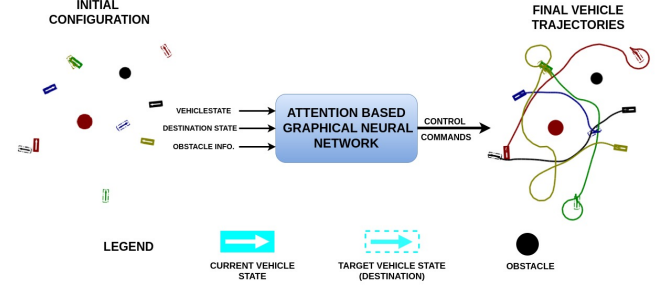 INITIAL
CONFIGURATION
FINAL VEHICLE
TRAJECTORIES
VEHICLESTATE
DESTINATION STATE
OBSTACLE INFO.
ATTENTION BASED
GRAPHICAL NEURAL
NETWORK
CONTROL
COMMANDS
LEGEND
CURRENT VEHICLE
STATE
TARGET VEHICLE STATE
(DESTINATION)
OBSTACLE